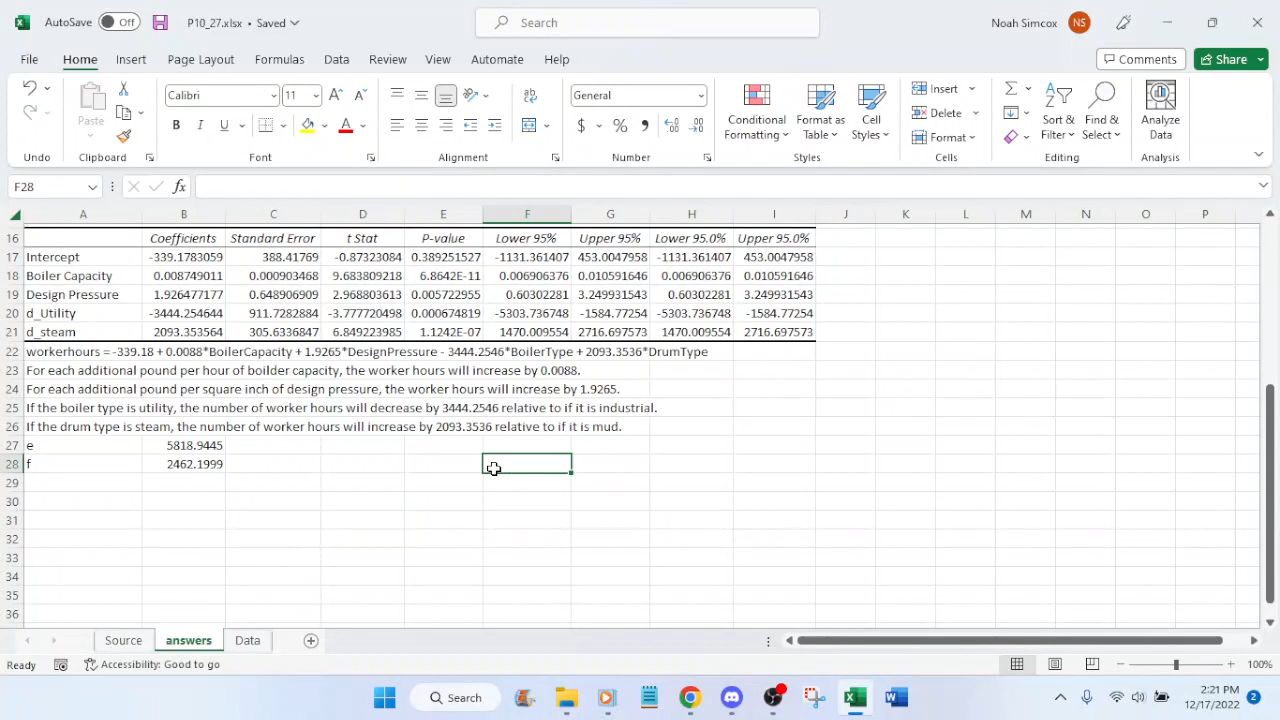 AutoSave Off P10_27.xlsx • Saved Search Noah Simcox NS
File Home Insert Page Layout Formulas Data Review View Automate Help Comments Share
Calibri 11 General
Paste Conditional Formatting Format as Table Cell Styles Insert Delete Format Sort & Filter Find & Select Analyze Data
Undo Clipboard Font Alignment Number Styles Cells Editing Analysis
F28 fx
A B C D E F G H I J K L M N O P
16 Coefficients Standard Error t Stat P-value Lower 95% Upper 95% Lower 95.0% Upper 95.0%
17 Intercept -339.1783059 388.41769 -0.87323084 0.389251527 -1131.361407 453.0047958 -1131.361407 453.0047958
18 Boiler Capacity 0.008749011 0.000903468 9.683809218 6.8642E-11 0.006906376 0.010591646 0.006906376 0.010591646
19 Design Pressure 1.926477177 0.648906909 2.968803613 0.005722955 0.60302281 3.249931543 0.60302281 3.249931543
20 d_Utility -3444.254644 911.7282884 -3.777720498 0.000674819 -5303.736748 -1584.77254 -5303.736748 -1584.77254
21 d_steam 2093.353564 305.6336847 6.849223985 1.1242E-07 1470.009554 2716.697573 1470.009554 2716.697573
22 workerhours = -339.18 + 0.0088*BoilerCapacity + 1.9265*DesignPressure - 3444.2546*BoilerType + 2093.3536*DrumType
23 For each additional pound per hour of boilder capacity, the worker hours will increase by 0.0088.
24 For each additional pound per square inch of design pressure, the worker hours will increase by 1.9265.
25 If the boiler type is utility, the number of worker hours will decrease by 3444.2546 relative to if it is industrial.
26 If the drum type is steam, the number of worker hours will increase by 2093.3536 relative to if it is mud.
27 e 5818.9445
28 f 2462.1999
29
30
31
32
33
34
35
36
Source answers Data
Ready Accessibility: Good to go 100%
Search 2:21 PM
12/17/2022 2